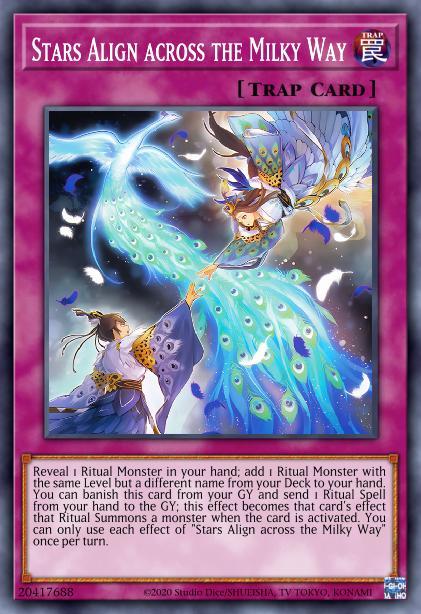 Stars Align across the Milky Way
TRAP
罠
[Trap Card]
Reveal 1 Ritual Monster in your hand; add 1 Ritual Monster with
the same Level but a different name from your Deck to your hand.
You can banish this card from your GY and send 1 Ritual Spell
from your hand to the GY; this effect becomes that card's effect
that Ritual Summons a monster when the card is activated. You
can only use each effect of "Stars Align across the Milky Way"
once per turn.
20417688
©2020 Studio Dice/SHUEISHA, TV TOKYO, KONAMI